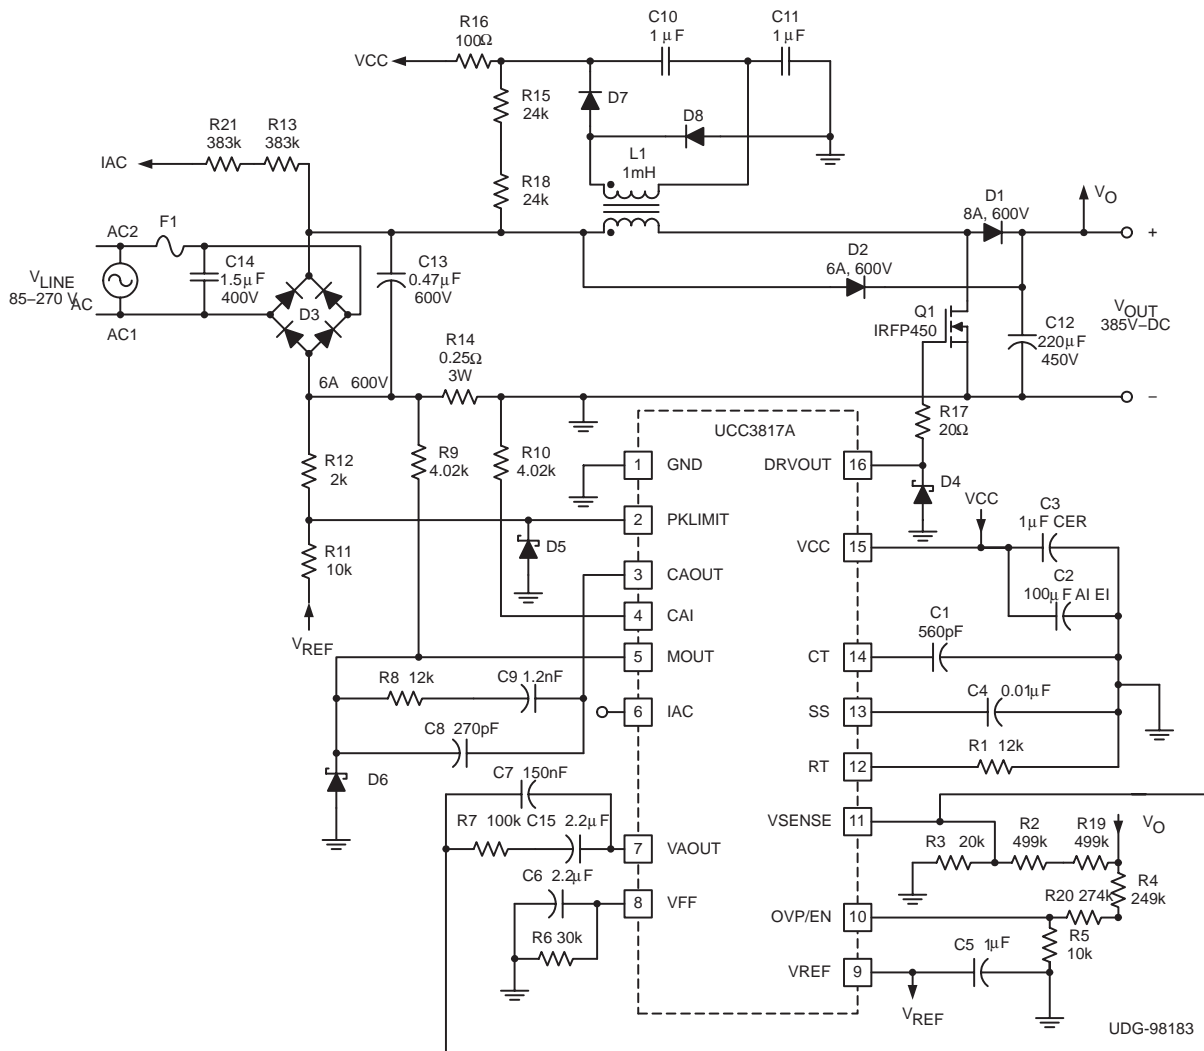 R16
100Ω
C10
1 µF
C11
1 µF
VCC
D7
R15
24k
D8
R21
383k
R13
383k
IAC
L1
1mH
R18
24k
D1
8A, 600V
VO
F1
AC2
+
D2
6A, 600V
C14
1.5µF
400V
C13
0.47µF
600V
VLINE
85–270 VAC
D3
Q1
IRFP450
VOUT
385V–DC
AC1
R14
0.25Ω
3W
C12
220µF
450V
6A 600V
–
R17
20Ω
UCC3817A
R12
2k
R9
4.02k
R10
4.02k
1
GND
DRVOUT
16
D4
VCC
C3
1µF CER
2
PKLIMIT
D5
VCC
15
R11
10k
3
CAOUT
C2
100µF AI EI
4
CAI
C1
560pF
VREF
5
MOUT
CT
14
R8 12k
C9 1.2nF
C4 0.01µF
6
IAC
SS
13
C8 270pF
R1 12k
RT
12
D6
C7 150nF
VSENSE
11
VO
R7 100k
C15 2.2µF
R3 20k
R2
499k
R19
499k
7
VAOUT
C6 2.2µF
R4
249k
R20 274k
8
VFF
OVP/EN
10
R5
10k
R6 30k
C5 1µF
VREF
9
VREF
UDG-98183